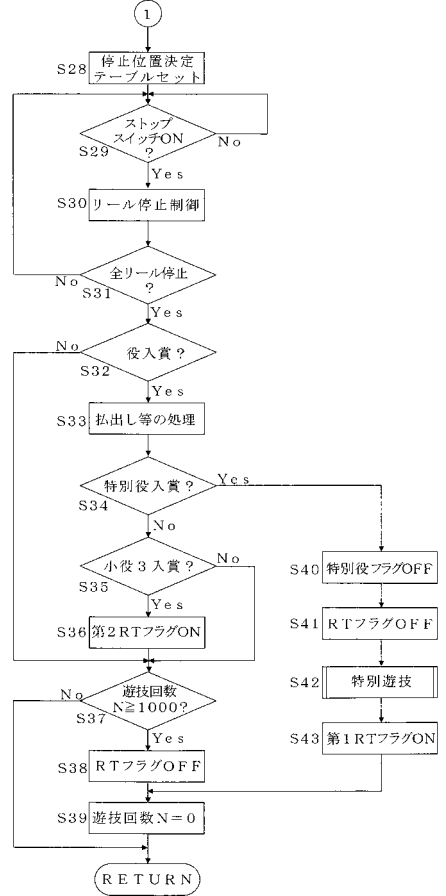 1
S28
停止位置決定
テーブルセット
ストップ
スイッチON
?
S29
No
Yes
S30
リール停止制御
全リール停止
?
No
S31
Yes
役入賞?
No
S32
Yes
S33
払出し等の処理
特別役入賞?
Yes
S34
No
小役3入賞?
No
S35
Yes
S36
第2RTフラグON
S40
特別役フラグOFF
S41
RTフラグOFF
S42
特別遊技
S43
第1RTフラグON
遊技回数
N≧1000?
No
S37
Yes
S38
RTフラグOFF
S39
遊技回数N=0
RETURN